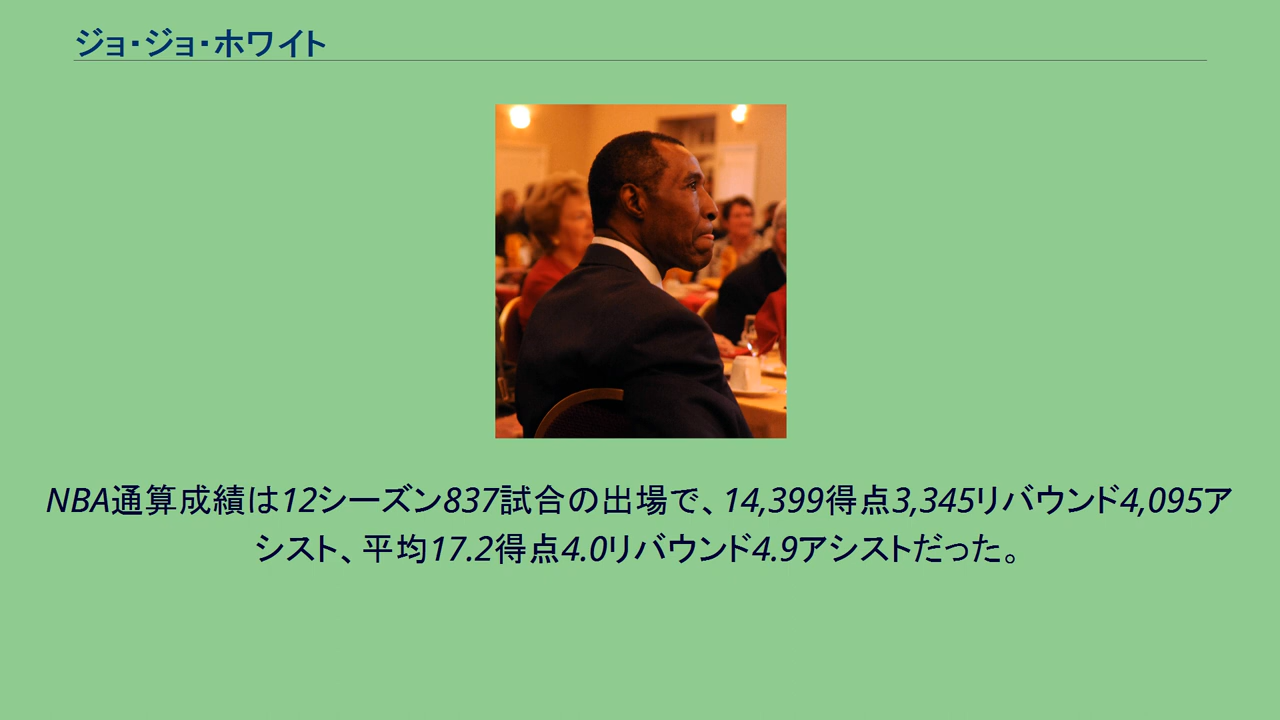 ジョ・ジョ・ホワイト
NBA通算成績は12シーズン837試合の出場で、14,399得点3,345リバウンド4,095ア
シスト、平均17.2得点4.0リバウンド4.9アシストだった。